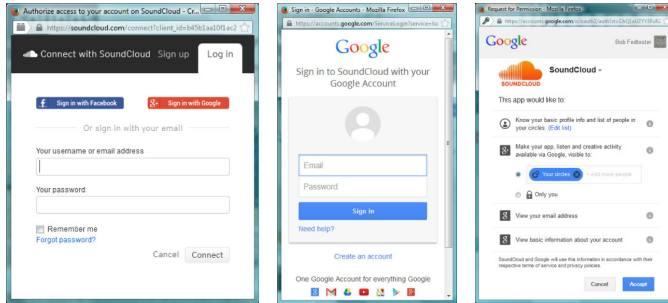 Authorize access to your account on SoundCloud - Cr...
https://soundcloud.com/connect?client_id=b45b1aa10f1ac2
Connect with SoundCloud Sign up Log in
Sign in with Facebook
Sign in with Google
Or sign in with your email
Your username or email address
Your password
Remember me
Forgot password?
Cancel Connect
Sign in - Google Accounts - Mozilla Firefox
https://accounts.google.com/ServiceLogin?service=lso
Google
Sign in to SoundCloud with your
Google Account
Email
Password
Sign in
Need help?
Create an account
One Google Account for everything Google
Request for Permission - Mozilla Firefox
Google
Bob Fedtester
SoundCloud -
SOUNDCLOUD
This app would like to:
Know your basic profile info and list of people in
your circles. (Edit list)
Make your app, listen and creative activity
available via Google, visible to:
Your circles + Add more people
Only you
View your email address
View basic information about your account
SoundCloud and Google will use this information in accordance with their
respective terms of service and privacy policies.
Cancel Accept